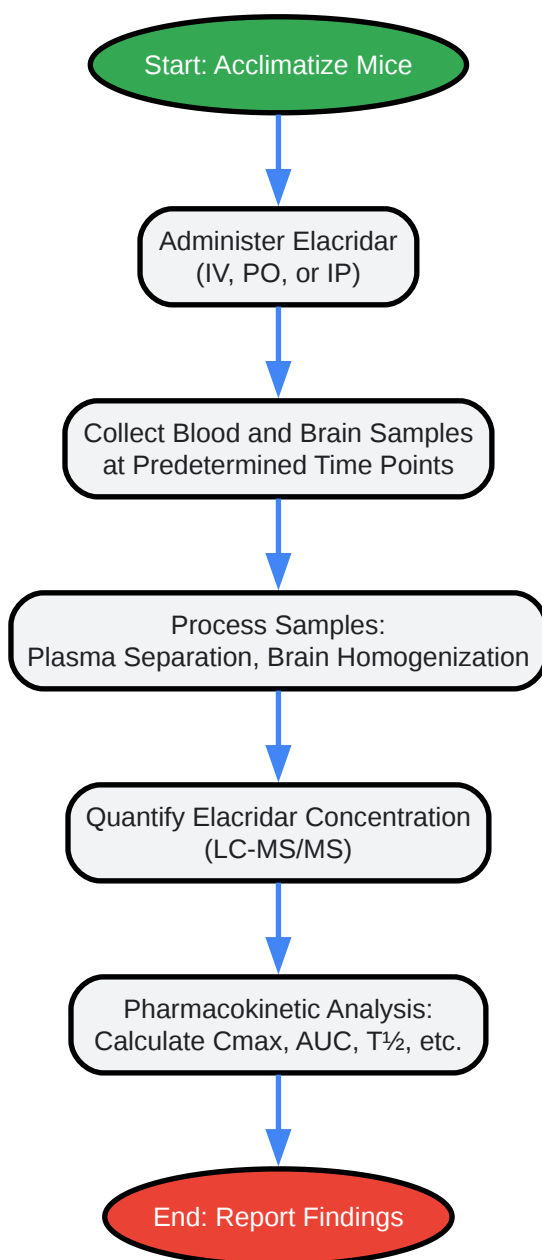 Start: Acclimatize Mice
Administer Elacridar
(IV, PO, or IP)
Collect Blood and Brain Samples
at Predetermined Time Points
Process Samples:
Plasma Separation, Brain Homogenization
Quantify Elacridar Concentration
(LC-MS/MS)
Pharmacokinetic Analysis:
Calculate Cmax, AUC, T½, etc.
End: Report Findings